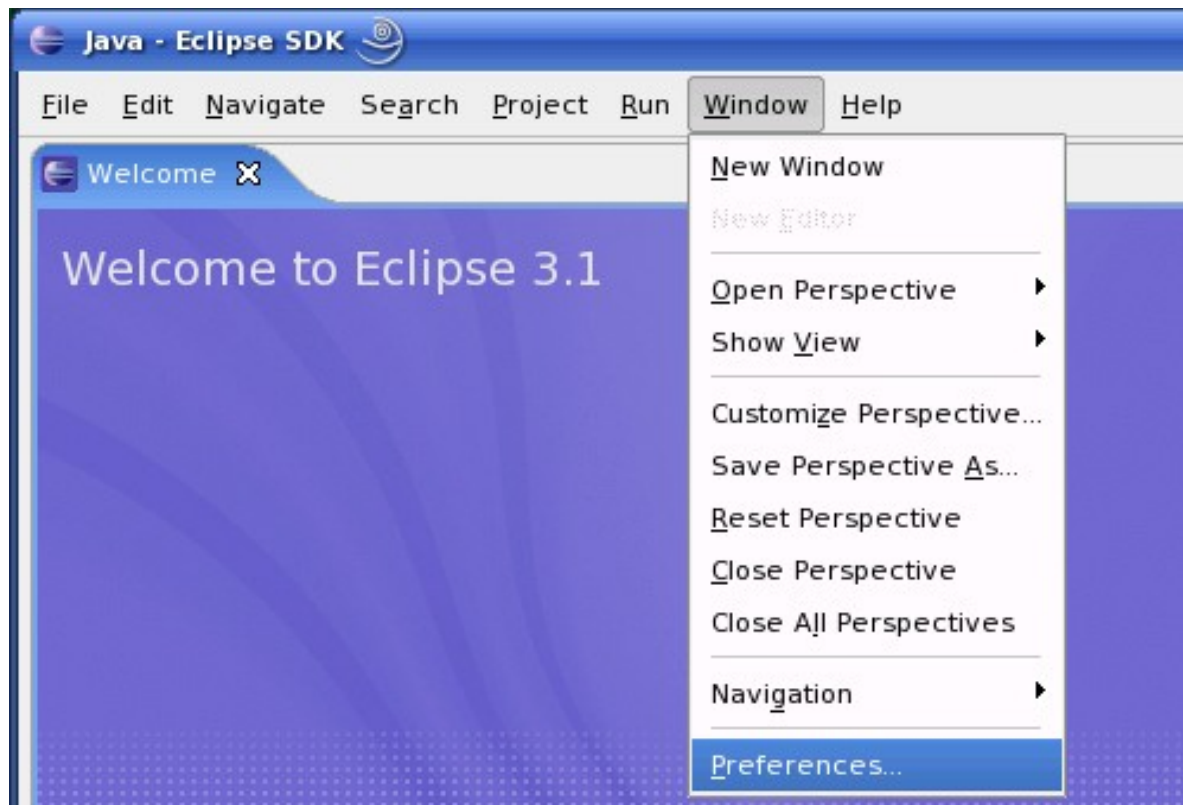 Java - Eclipse SDK
File Edit Navigate Search Project Run Window Help
Welcome
Welcome to Eclipse 3.1
New Window
New Editor
Open Perspective
Show View
Customize Perspective...
Save Perspective As...
Reset Perspective
Close Perspective
Close All Perspectives
Navigation
Preferences...